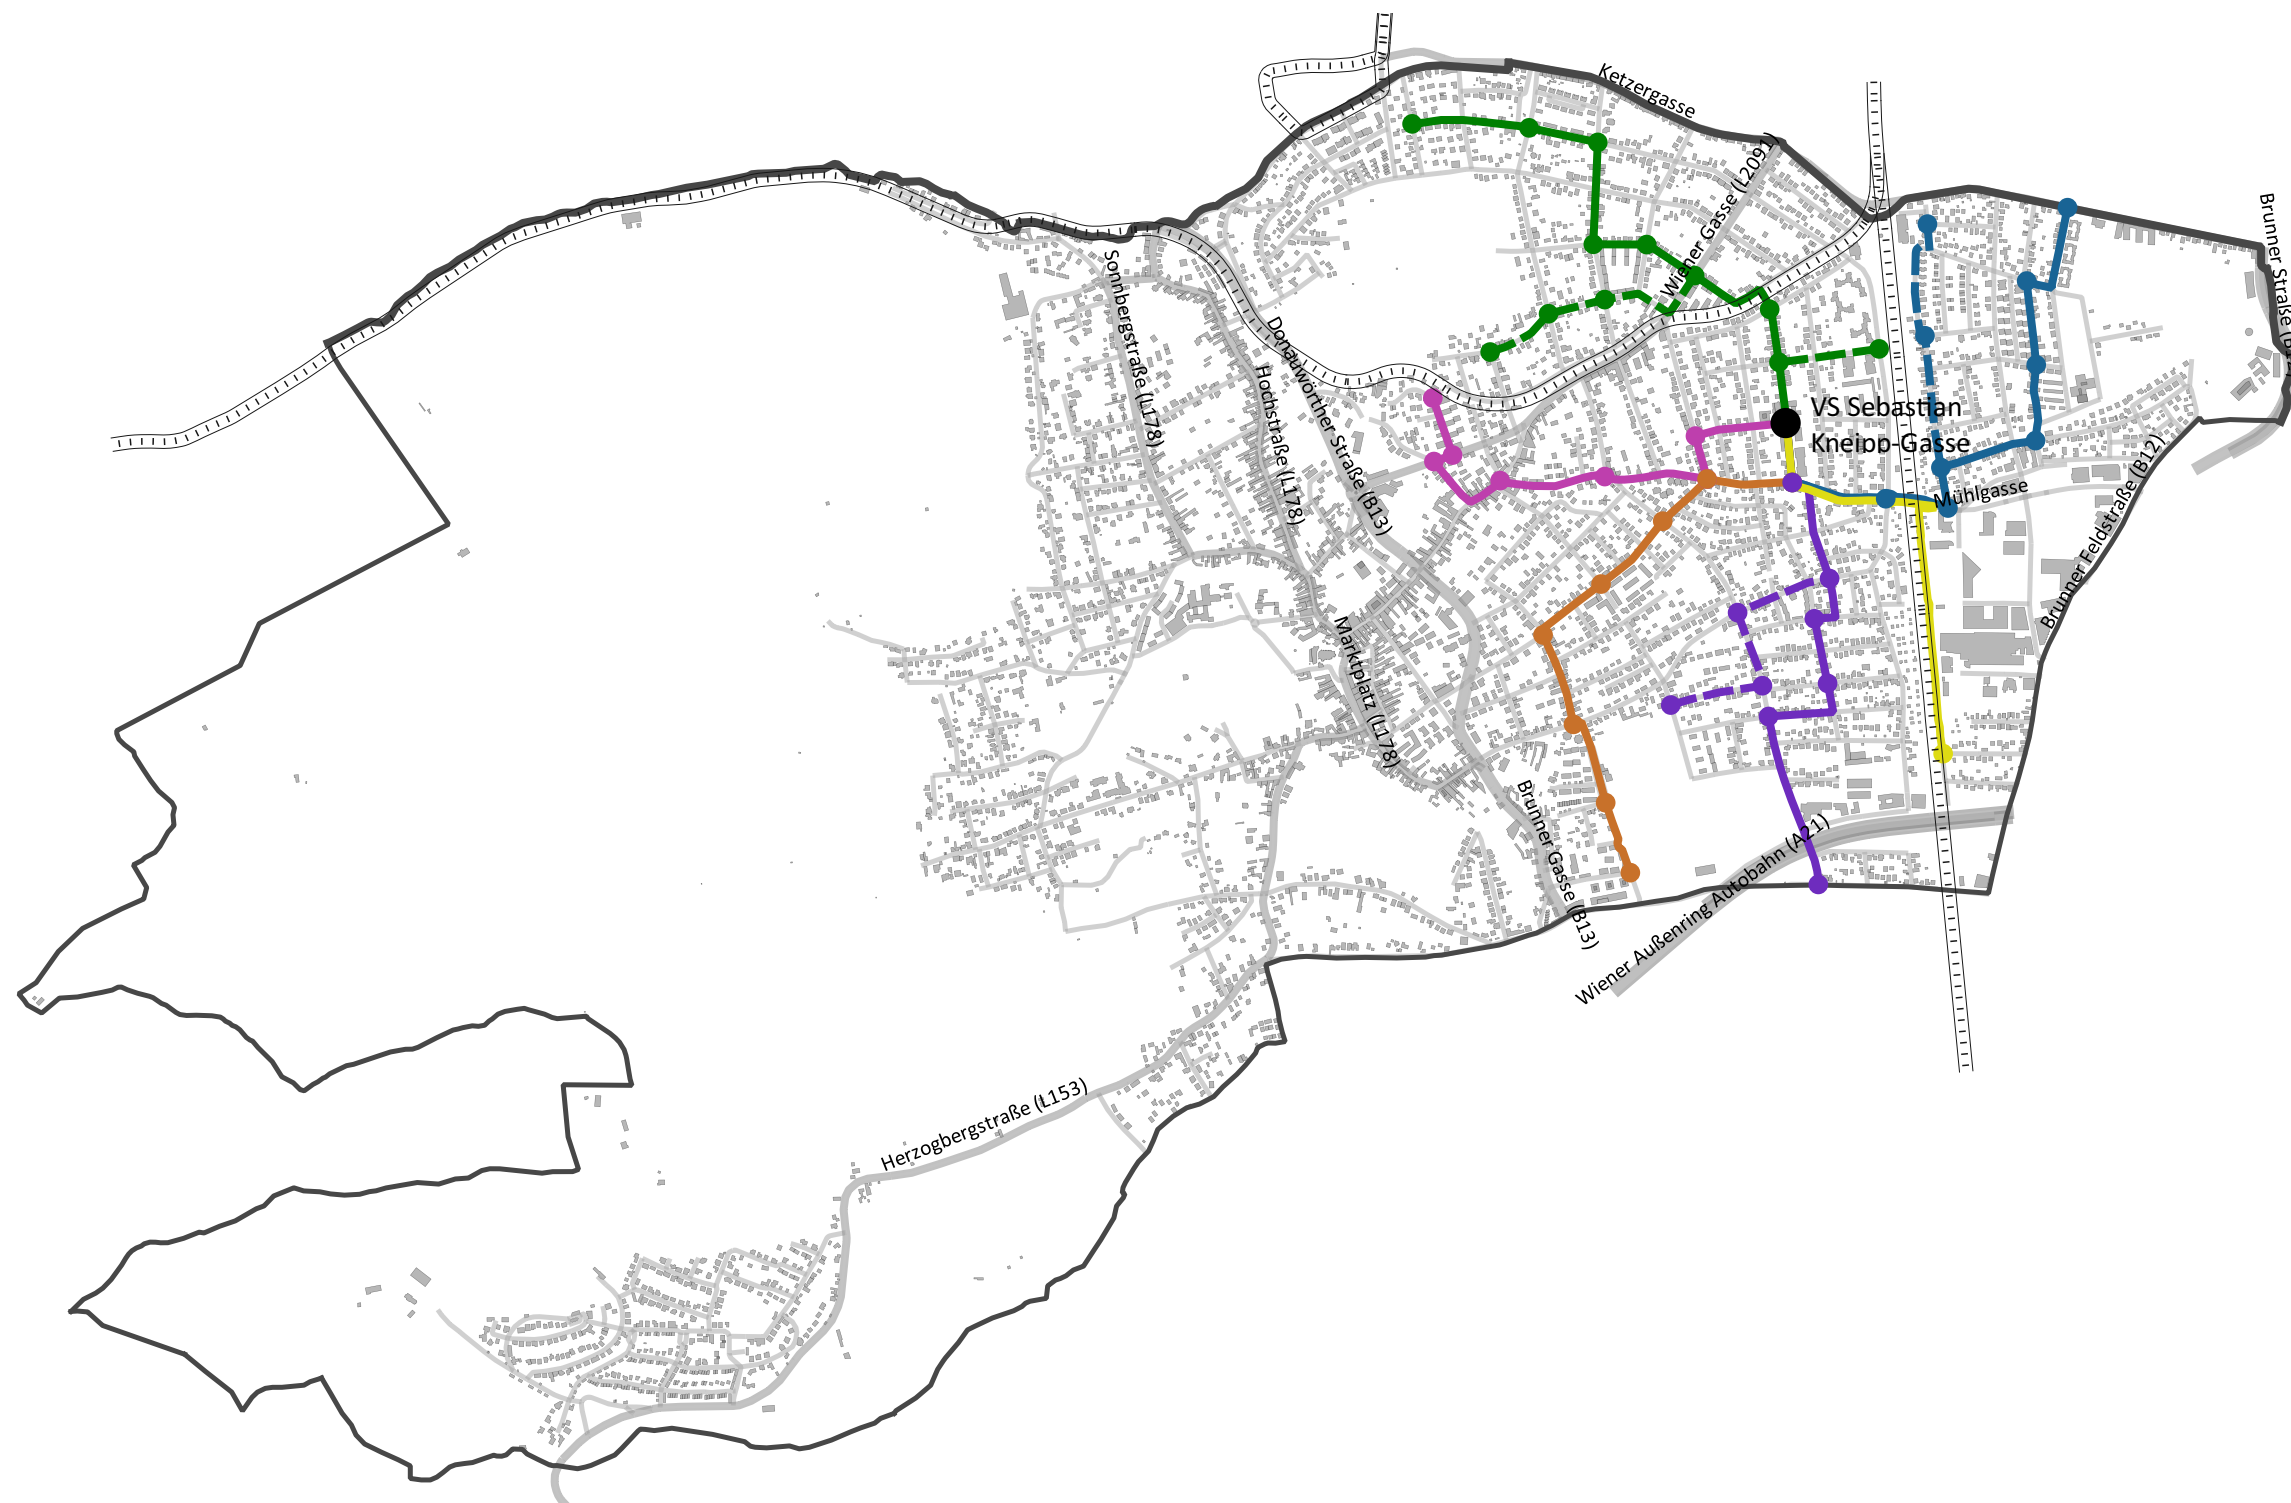 Ketzergasse
Wiener Gasse (L2091)
Brunner Straße (B12)
Sonnbergstraße (L178)
Donauwörther Straße (B13)
Hochstraße (L178)
VS Sebastian
Kneipp-Gasse
Mühlgasse
Brunner Feldstraße (B12)
Marktplatz (L178)
Brunner Gasse (B13)
Wiener Außenring Autobahn (A21)
Herzogbergstraße (L153)